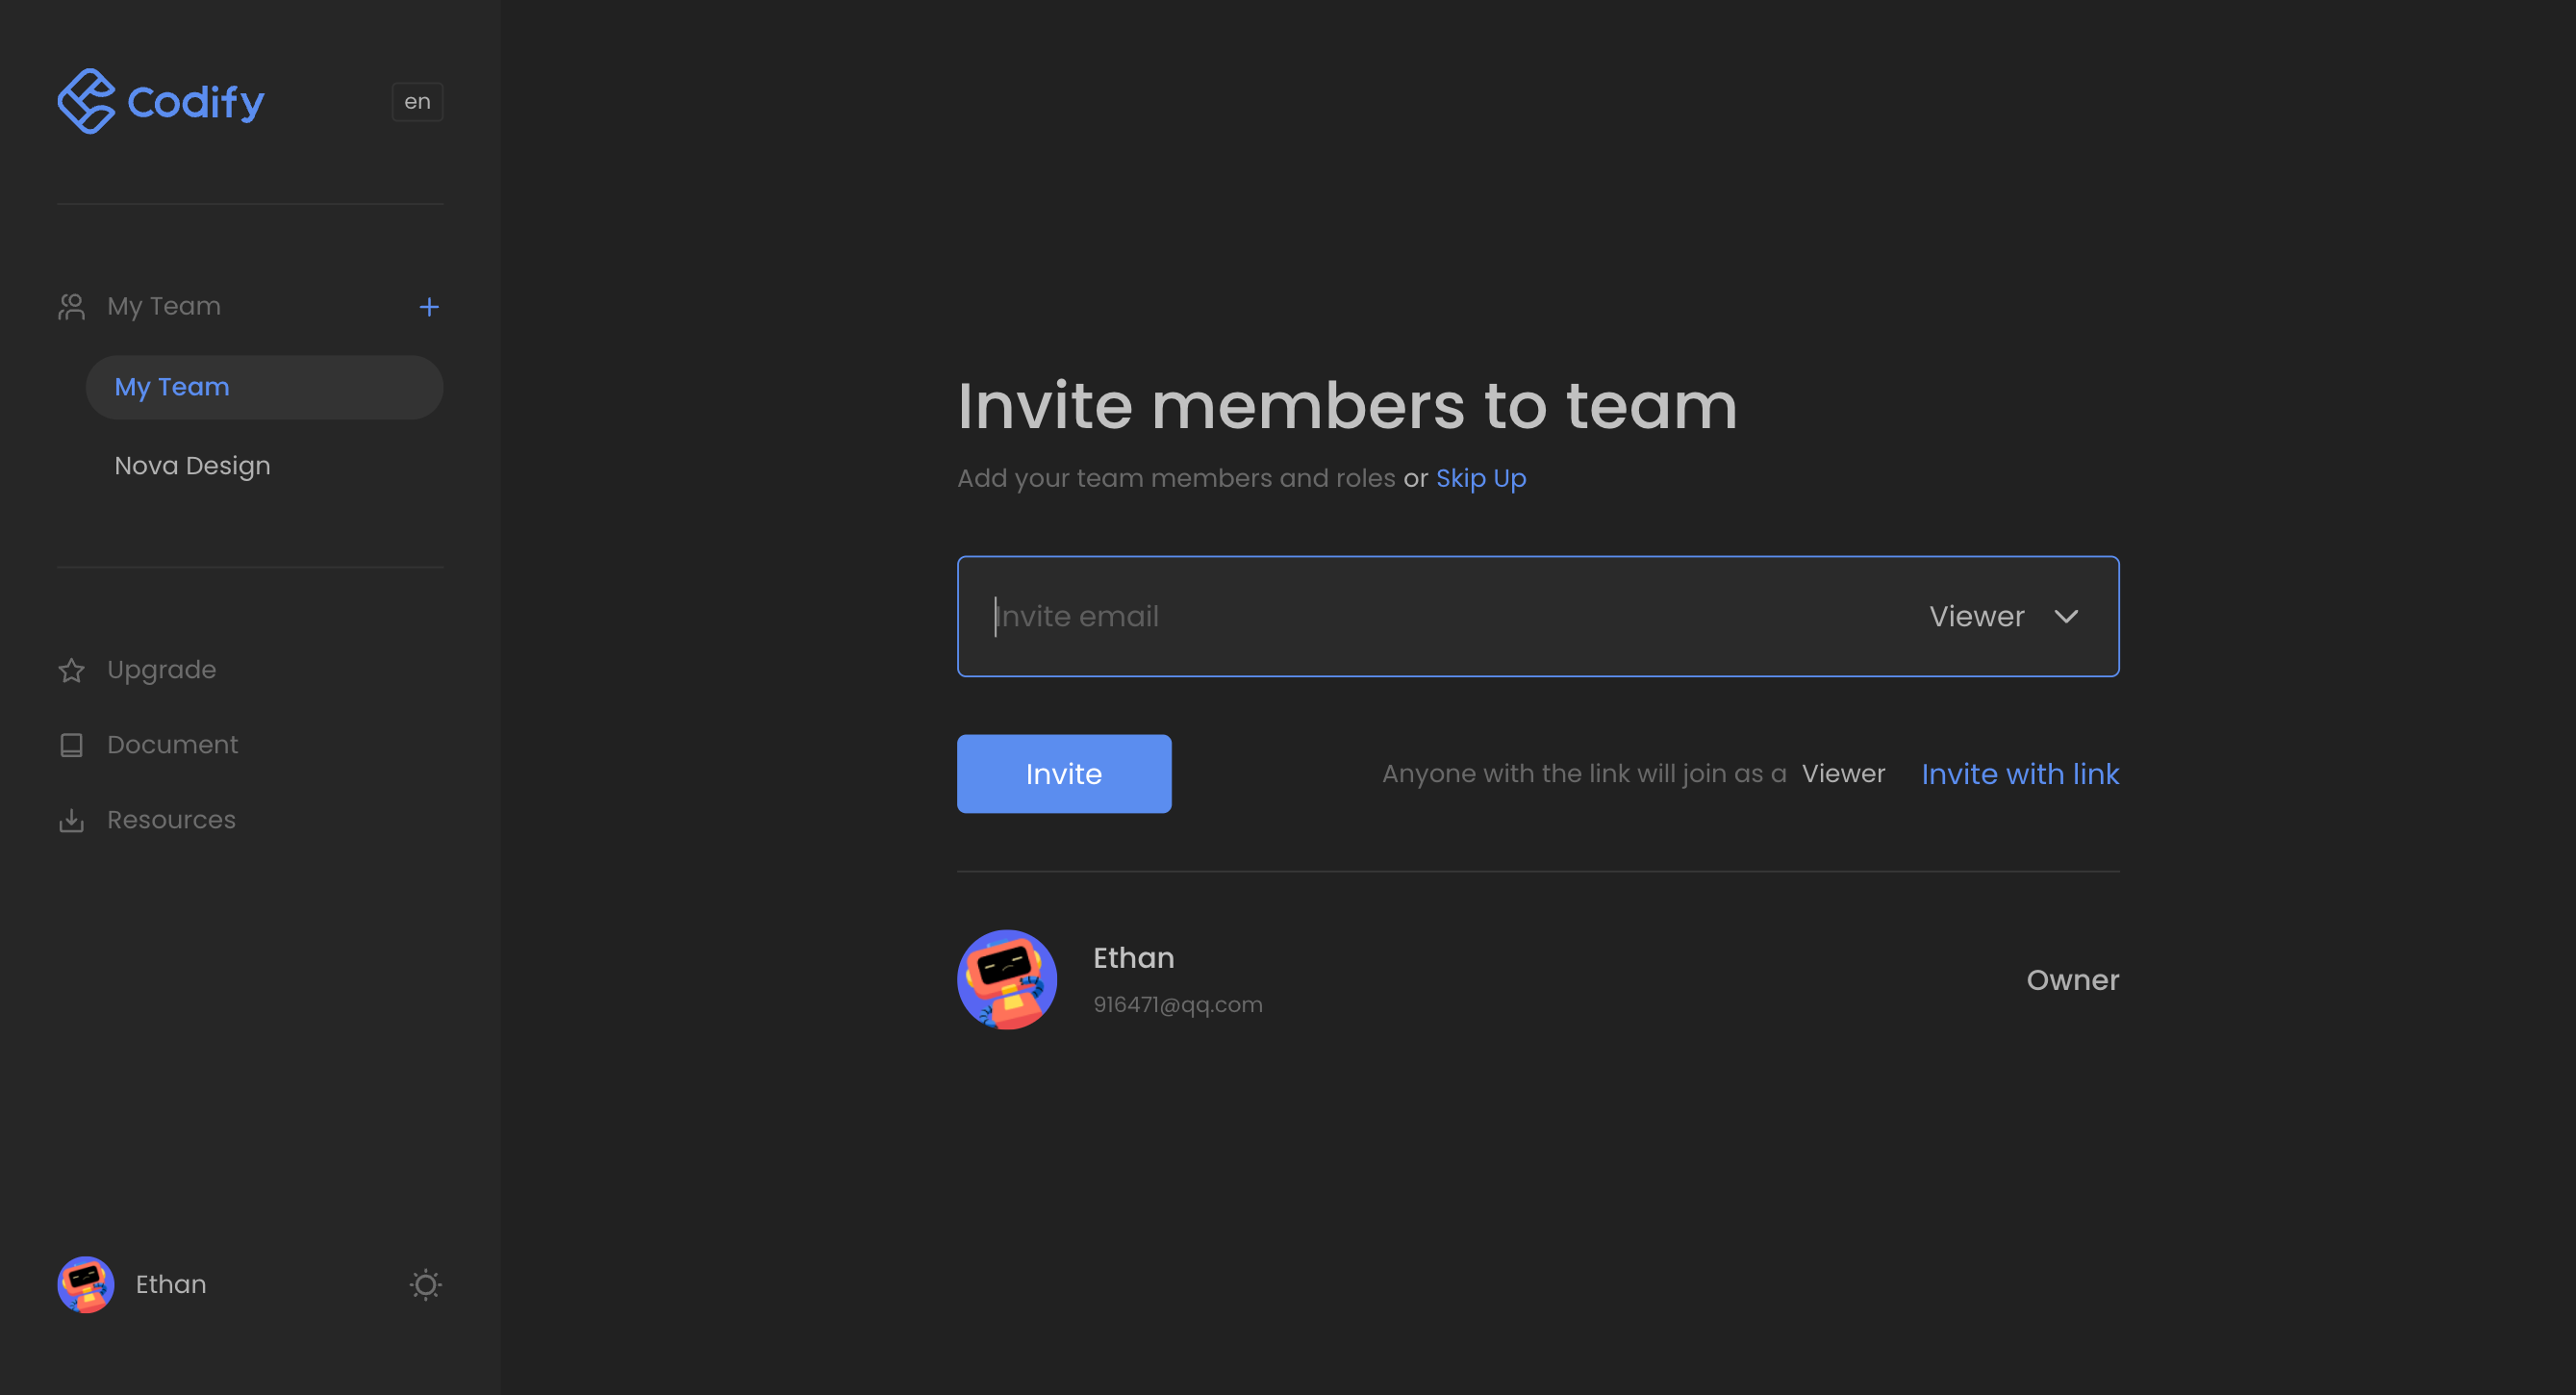 Codify
en
My Team
My Team
Nova Design
Upgrade
Document
Resources
Ethan
Invite members to team
Add your team members and roles or Skip Up
Invite email
Viewer
Invite
Anyone with the link will join as a Viewer
Invite with link
Ethan
916471@qq.com
Owner